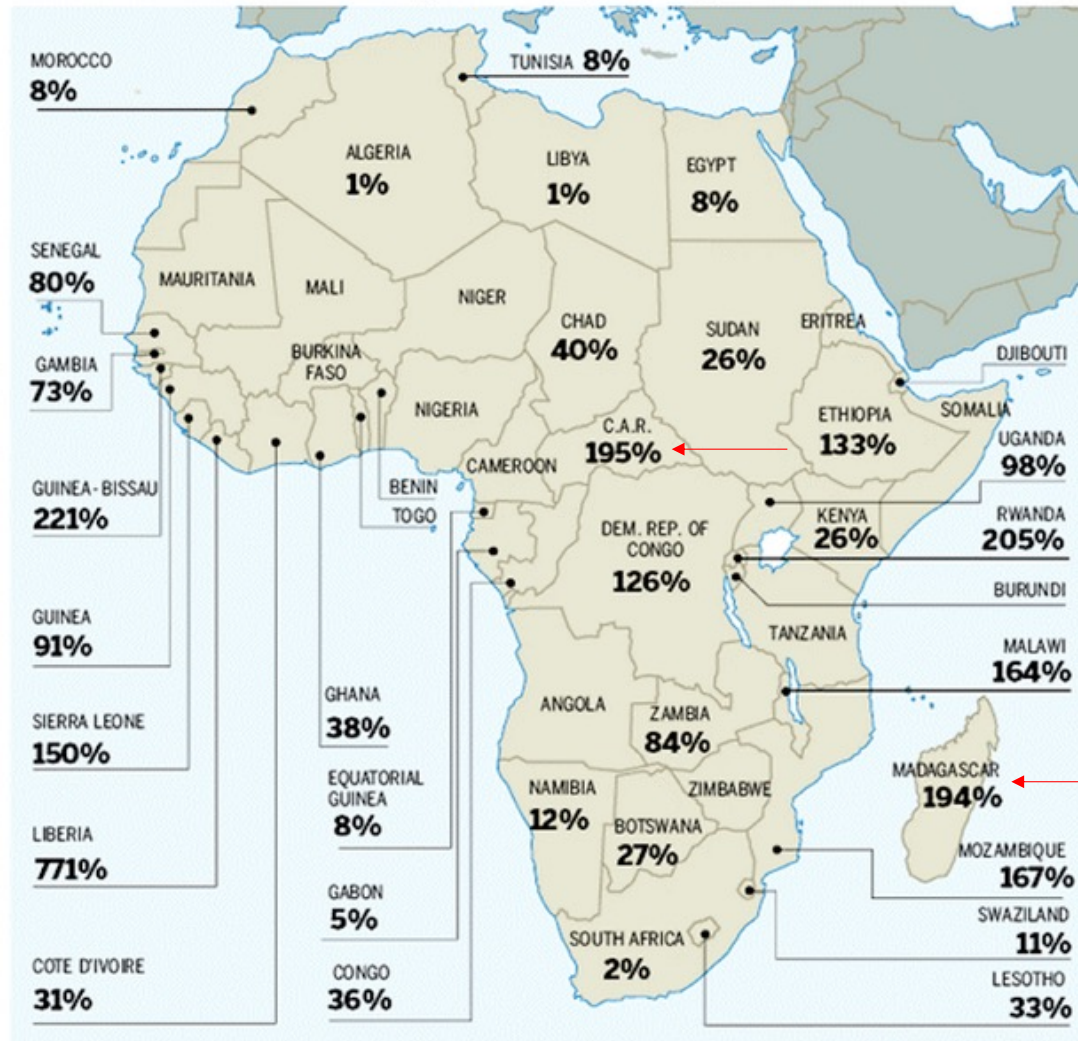 MOROCCO
8%
TUNISIA 8%
ALGERIA
1%
LIBYA
1%
EGYPT
8%
SENEGAL
80%
MAURITANIA
MALI
NIGER
CHAD
40%
SUDAN
26%
ERITREA
DJIBOUTI
GAMBIA
73%
BURKINA
FASO
NIGERIA
C.A.R.
195%
ETHIOPIA
133%
SOMALIA
UGANDA
98%
GUINEA-BISSAU
221%
BENIN
TOGO
CAMEROON
DEM. REP. OF
CONGO
126%
KENYA
26%
RWANDA
205%
BURUNDI
GUINEA
91%
TANZANIA
MALAWI
164%
SIERRA LEONE
150%
GHANA
38%
ANGOLA
ZAMBIA
84%
MADAGASCAR
194%
EQUATORIAL
GUINEA
8%
NAMIBIA
12%
ZIMBABWE
BOTSWANA
27%
LIBERIA
771%
MOZAMBIQUE
167%
GABON
5%
SOUTH AFRICA
2%
SWAZILAND
11%
COTE D'IVOIRE
31%
CONGO
36%
LESOTHO
33%